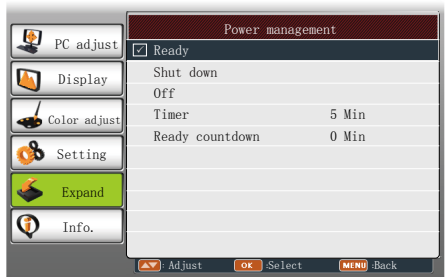 PC adjust
Display
Color adjust
Setting
Expand
Info.
Power management
Ready
Shut down
Off
Timer 5 Min
Ready countdown 0 Min
: Adjust OK :Select MENU :Back